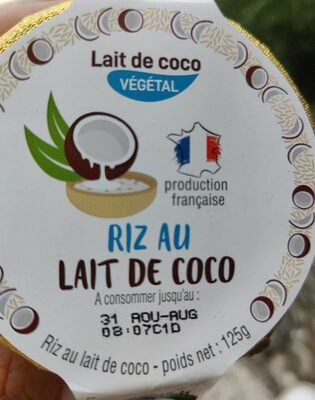 Lait de coco
VÉGÉTAL
production
française
RIZ AU
LAIT DE COCO
A consommer jusqu'au :
31 AOU-AUG
08:07C1D
Riz au lait de coco - poids net : 125g